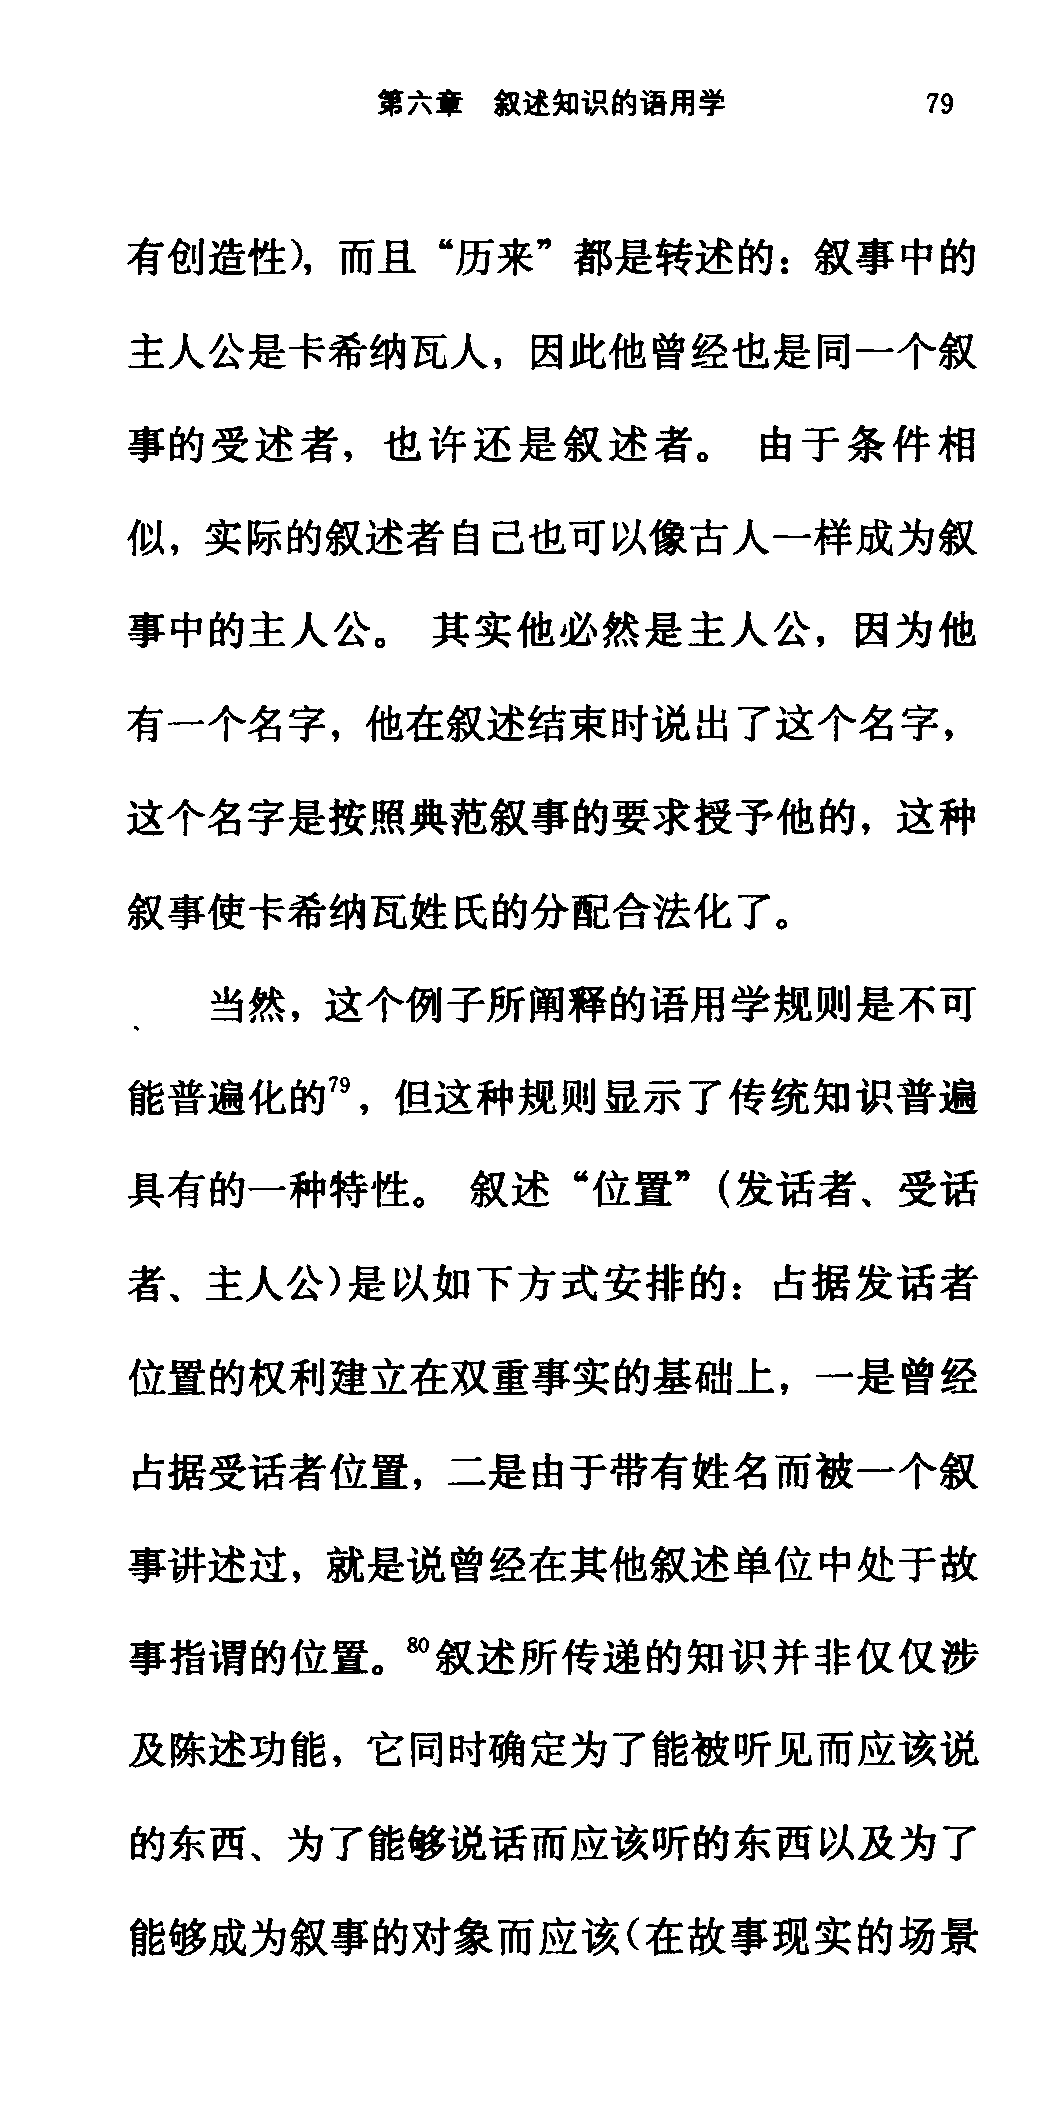 第六章 叙述知识的语用学 79
有创造性)，而且“历来”都是转述的：叙事中的
主人公是卡希纳瓦人，因此他曾经也是同一个叙
事的受述者，也许还是叙述者。 由于条件相
似，实际的叙述者自己也可以像古人一样成为叙
事中的主人公。 其实他必然是主人公，因为他
有一个名字，他在叙述结束时说出了这个名字，
这个名字是按照典范叙事的要求授予他的，这种
叙事使卡希纳瓦姓氏的分配合法化了。
当然，这个例子所阐释的语用学规则是不可
能普遍化的79，但这种规则显示了传统知识普遍
具有的一种特性。 叙述“位置”(发话者、受话
者、主人公)是以如下方式安排的：占据发话者
位置的权利建立在双重事实的基础上，一是曾经
占据受话者位置，二是由于带有姓名而被一个叙
事讲述过，就是说曾经在其他叙述单位中处于故
事指谓的位置。80叙述所传递的知识并非仅仅涉
及陈述功能，它同时确定为了能被听见而应该说
的东西、为了能够说话而应该听的东西以及为了
能够成为叙事的对象而应该(在故事现实的场景